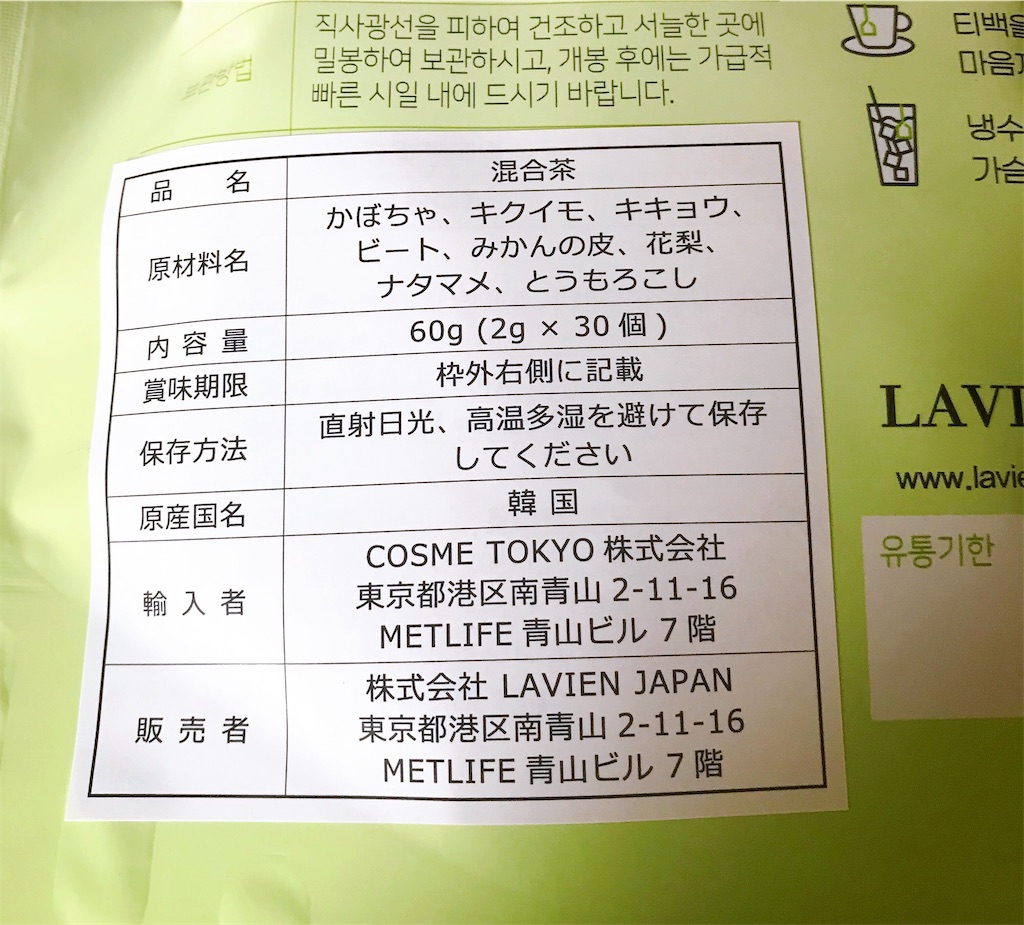 직사광선을 피하여 건조하고 서늘한 곳에
밀봉하여 보관하시고, 개봉 후에는 가급적
빠른 시일 내에 드시기 바랍니다.
보관방법
티백을
마음
냉수
가슴
品 名 混合茶
原材料名 かぼちゃ、キクイモ、キキョウ、
ビート、みかんの皮、花梨、
ナタマメ、とうもろこし
内容量 60g (2g × 30個)
賞味期限 枠外右側に記載
保存方法 直射日光、高温多湿を避けて保存
してください
原産国名 韓国
輸入者 COSME TOKYO 株式会社
東京都港区南青山 2-11-16
METLIFE 青山ビル 7階
販売者 株式会社 LAVIEN JAPAN
東京都港区南青山 2-11-16
METLIFE 青山ビル 7階
LAVI
www.lavie
유통기한